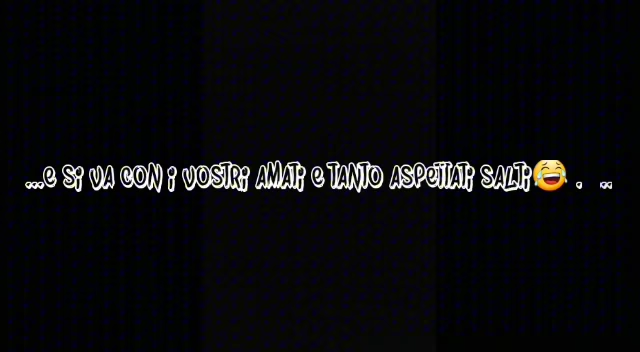 ...e si va con i vostri amati e tanto aspettati salti😂 . ..